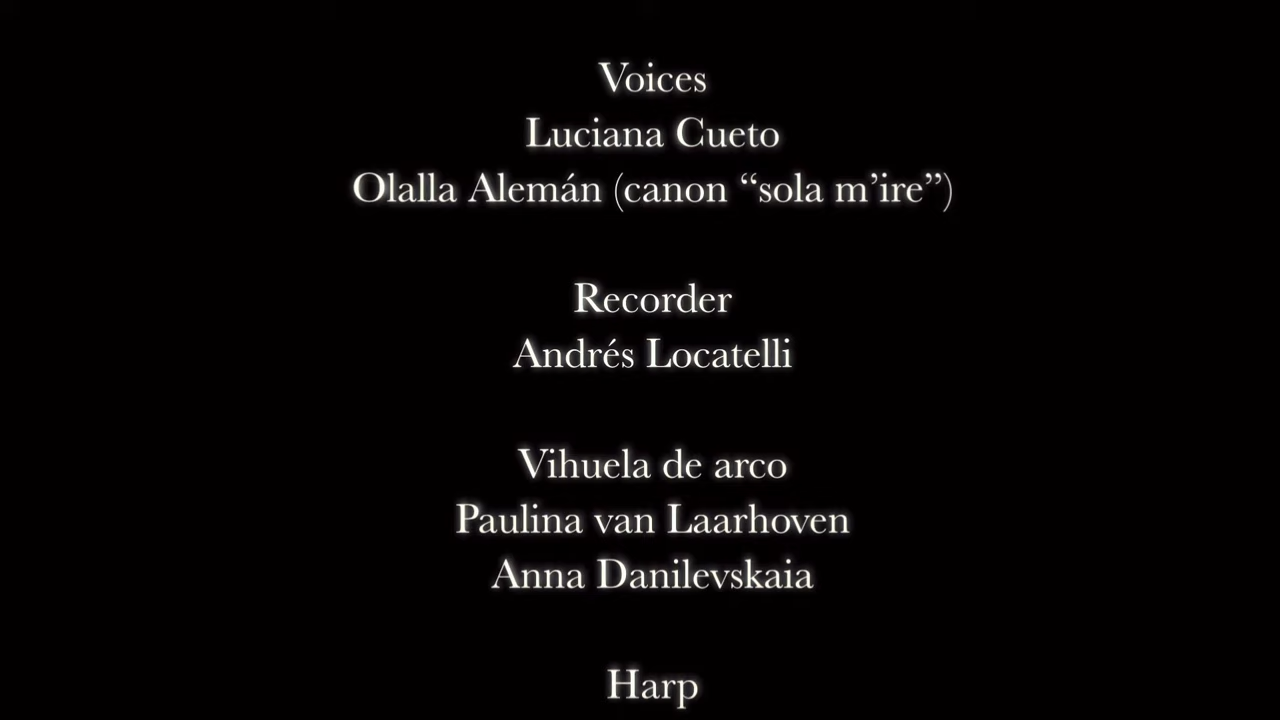 Voices
Luciana Cueto
Olalla Alemán (canon “sola m’ire”)
Recorder
Andrés Locatelli
Vihuela de arco
Paulina van Laarhoven
Anna Danilevskaia
Harp